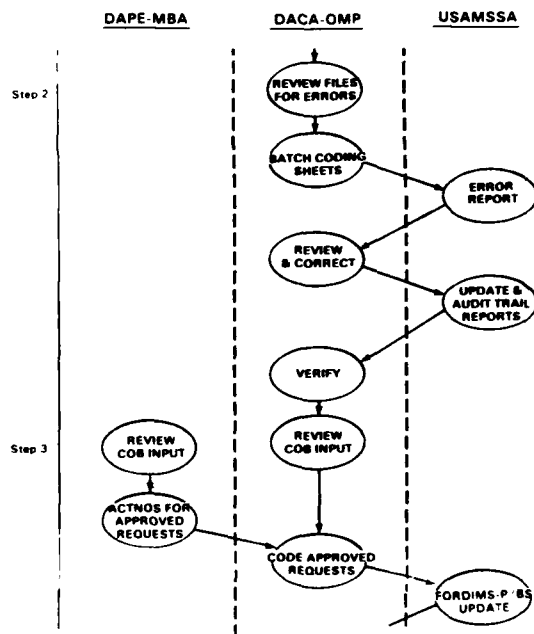 DAPE-MBA
DACA-OMP
USAMSSA
Step 2
REVIEW FILES
FOR ERRORS
BATCH CODING
SHEETS
ERROR
REPORT
REVIEW
& CORRECT
UPDATE &
AUDIT TRAIL
REPORTS
VERIFY
Step 3
REVIEW
COB INPUT
REVIEW
COB INPUT
ACTNOS FOR
APPROVED
REQUESTS
CODE APPROVED
REQUESTS
FORDIMS-P/BS
UPDATE